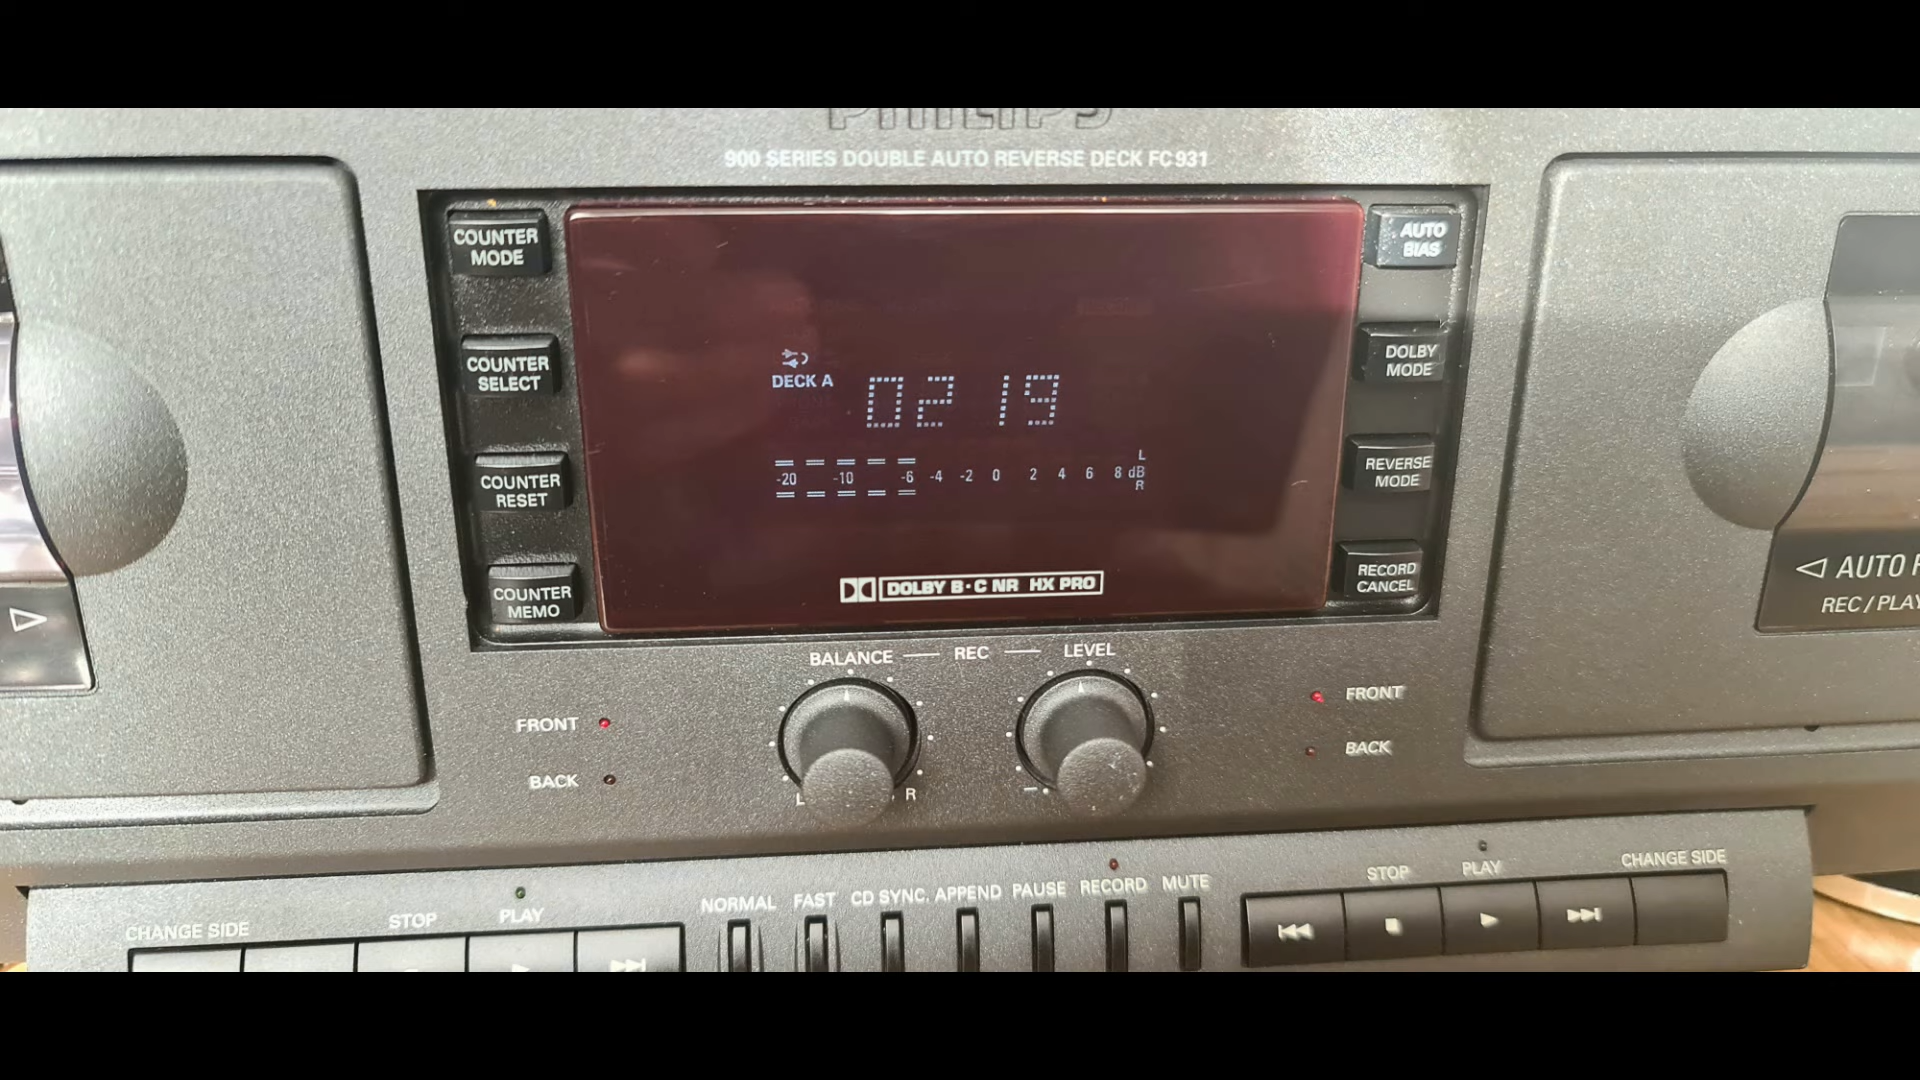 PHILIPS
900 SERIES DOUBLE AUTO REVERSE DECK FC931
COUNTER
MODE
COUNTER
SELECT
COUNTER
RESET
COUNTER
MEMO
DECK A
02 19
L
-20 -10 -6 -4 -2 0 2 4 6 8 dB
R
DOLBY B·C NR HX PRO
AUTO
BIAS
DOLBY
MODE
REVERSE
MODE
RECORD
CANCEL
AUTO
REC/PLAY
BALANCE — REC — LEVEL
FRONT
BACK
L R
-
FRONT
BACK
CHANGE SIDE
STOP
PLAY
NORMAL FAST CD SYNC. APPEND PAUSE RECORD MUTE
STOP
PLAY
CHANGE SIDE